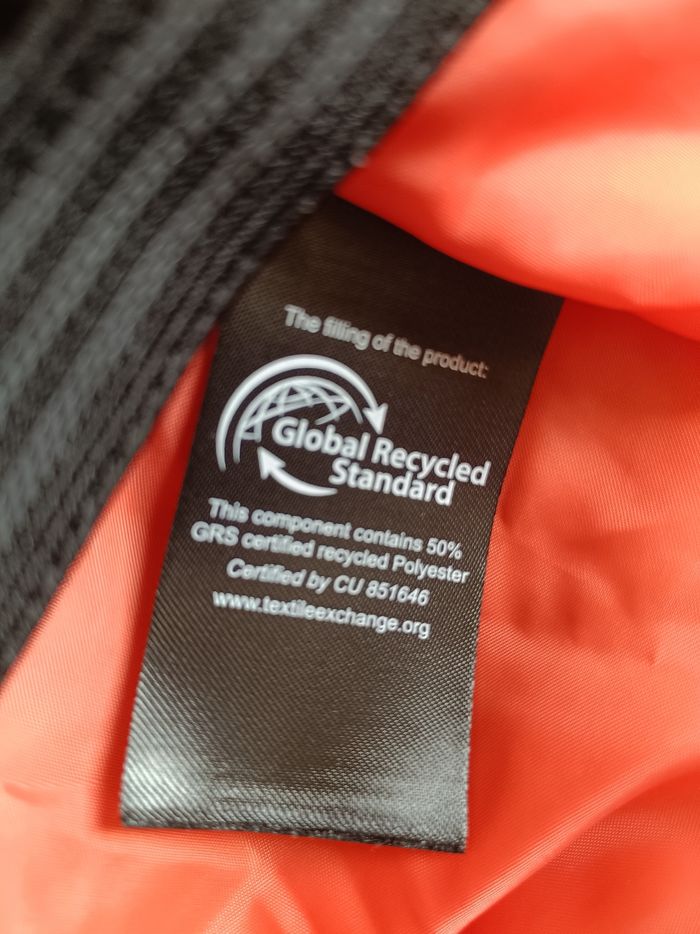 The filling of the product:
Global Recycled
Standard
This component contains 50%
GRS certified recycled Polyester
Certified by CU 851646
www.textileexchange.org